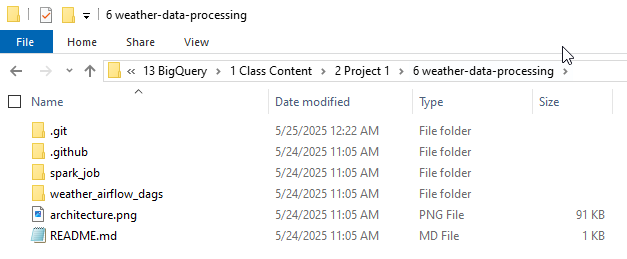 6 weather-data-processing
File Home Share View
« 13 BigQuery > 1 Class Content > 2 Project 1 > 6 weather-data-processing >
Name Date modified Type Size
.git 5/25/2025 12:22 AM File folder
.github 5/24/2025 11:05 AM File folder
spark_job 5/24/2025 11:05 AM File folder
weather_airflow_dags 5/24/2025 11:05 AM File folder
architecture.png 5/24/2025 11:05 AM PNG File 91 KB
README.md 5/24/2025 11:05 AM MD File 1 KB